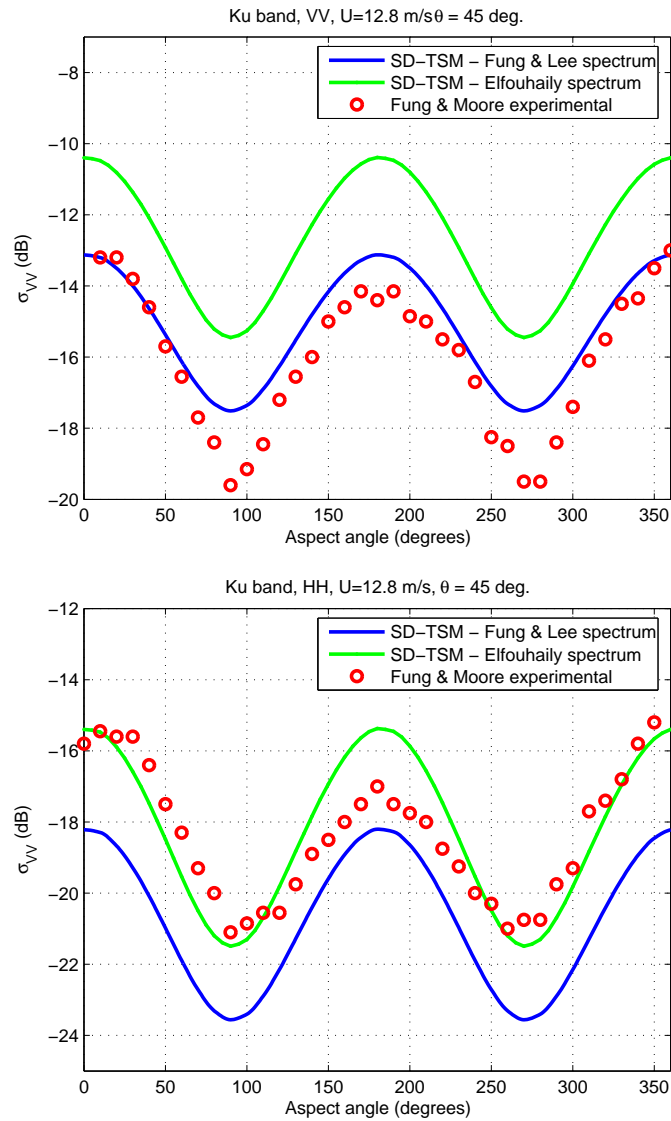 Ku band, VV, U=12.8 m/sθ = 45 deg.
SD−TSM − Fung & Lee spectrum
SD−TSM − Elfouhaily spectrum
Fung & Moore experimental
−8
−10
−12
−14
−16
−18
−20
σVV (dB)
0 50 100 150 200 250 300 350
Aspect angle (degrees)
Ku band, HH, U=12.8 m/s, θ = 45 deg.
SD−TSM − Fung & Lee spectrum
SD−TSM − Elfouhaily spectrum
Fung & Moore experimental
−12
−14
−16
−18
−20
−22
−24
σVV (dB)
0 50 100 150 200 250 300 350
Aspect angle (degrees)